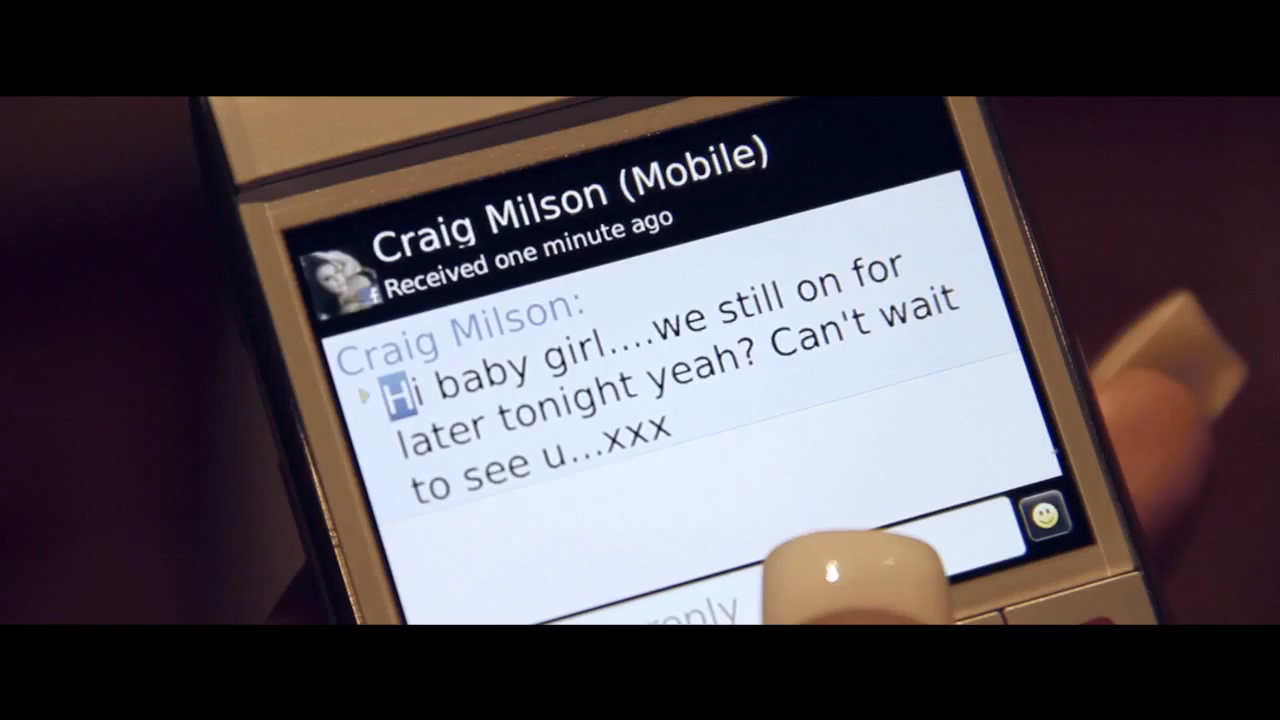 Craig Milson (Mobile)
Received one minute ago
Craig Milson:
Hi baby girl....we still on for
later tonight yeah? Can't wait
to see u...xxx
reply